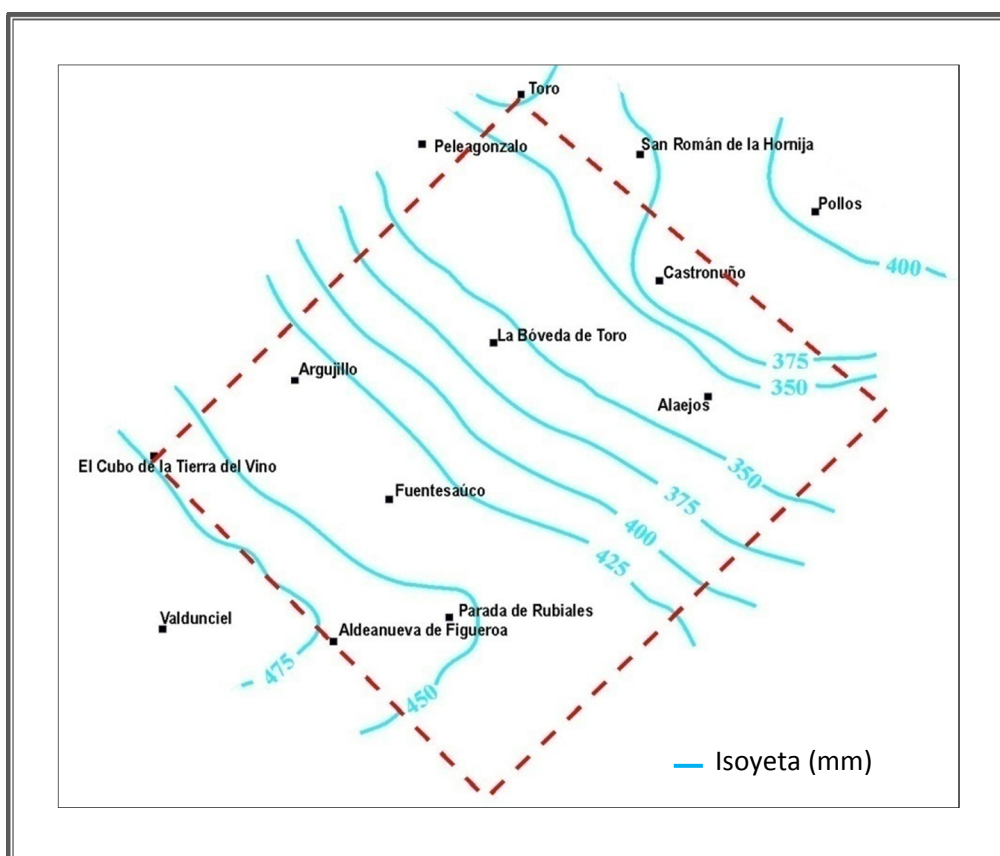 Toro
Peleagonzalo
San Román de la Hornija
Pollos
400
Castronuño
La Bóveda de Toro
375
Argujillo
350
Alaejos
El Cubo de la Tierra del Vino
350
Fuentesaúco
375
400
425
Parada de Rubiales
Valdunciel
Aldeanueva de Figueroa
475
450
Isoyeta (mm)